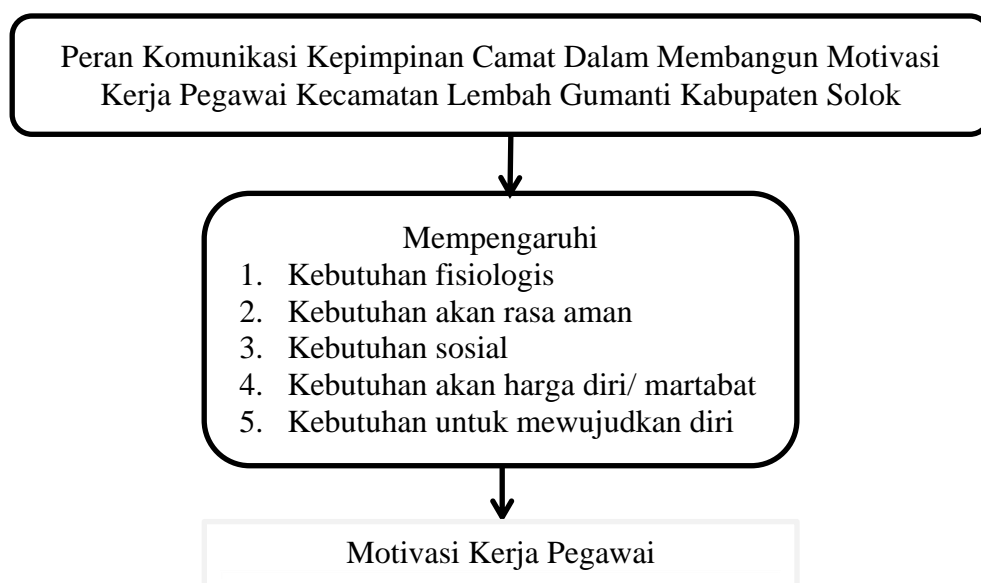 Peran Komunikasi Kepimpinan Camat Dalam Membangun Motivasi
Kerja Pegawai Kecamatan Lembah Gumanti Kabupaten Solok
Mempengaruhi
1. Kebutuhan fisiologis
2. Kebutuhan akan rasa aman
3. Kebutuhan sosial
4. Kebutuhan akan harga diri/ martabat
5. Kebutuhan untuk mewujudkan diri
Motivasi Kerja Pegawai